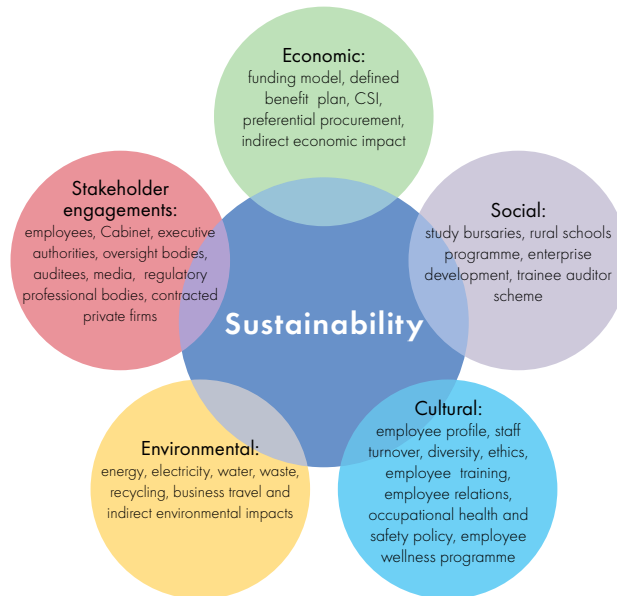 Economic:
funding model, defined
benefit plan, CSI,
preferential procurement,
indirect economic impact
Stakeholder
engagements:
employees, Cabinet, executive
authorities, oversight bodies,
auditees, media, regulatory
professional bodies, contracted
private firms
Social:
study bursaries, rural schools
programme, enterprise
development, trainee auditor
scheme
Sustainability
Environmental:
energy, electricity, water, waste,
recycling, business travel and
indirect environmental impacts
Cultural:
employee profile, staff
turnover, diversity, ethics,
employee training,
employee relations,
occupational health and
safety policy, employee
wellness programme